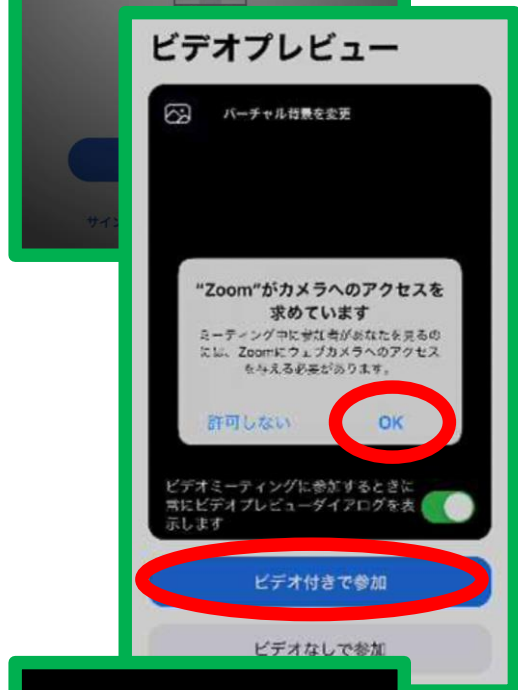 ビデオプレビュー
バーチャル背景を変更
サイン
“Zoom”がカメラへのアクセスを
求めています
ミーティング中に参加者があなたを見るの
には、Zoomにウェブカメラへのアクセス
を与える必要があります。
許可しない
OK
ビデオミーティングに参加するときに
常にビデオプレビューダイアログを表
示します
ビデオ付きで参加
ビデオなしで参加